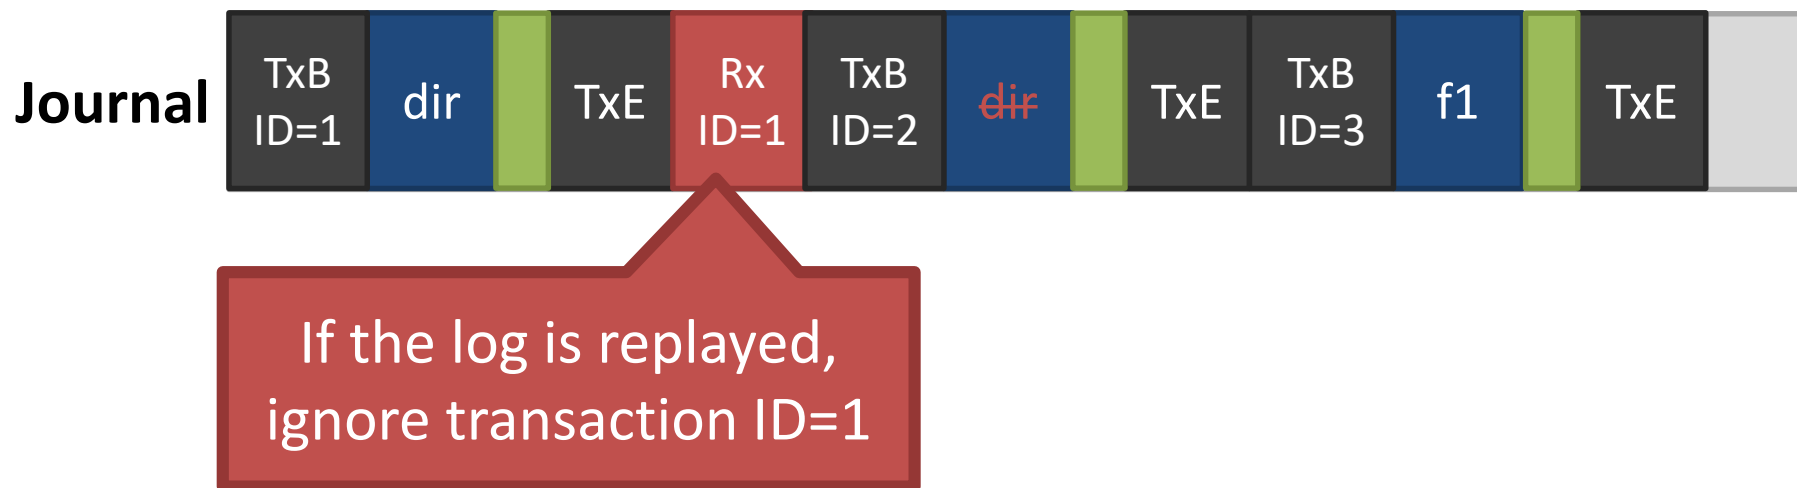 Journal
TxB
ID=1
dir
TxE
Rx
ID=1
TxB
ID=2
dir
TxE
TxB
ID=3
f1
TxE
If the log is replayed,
ignore transaction ID=1